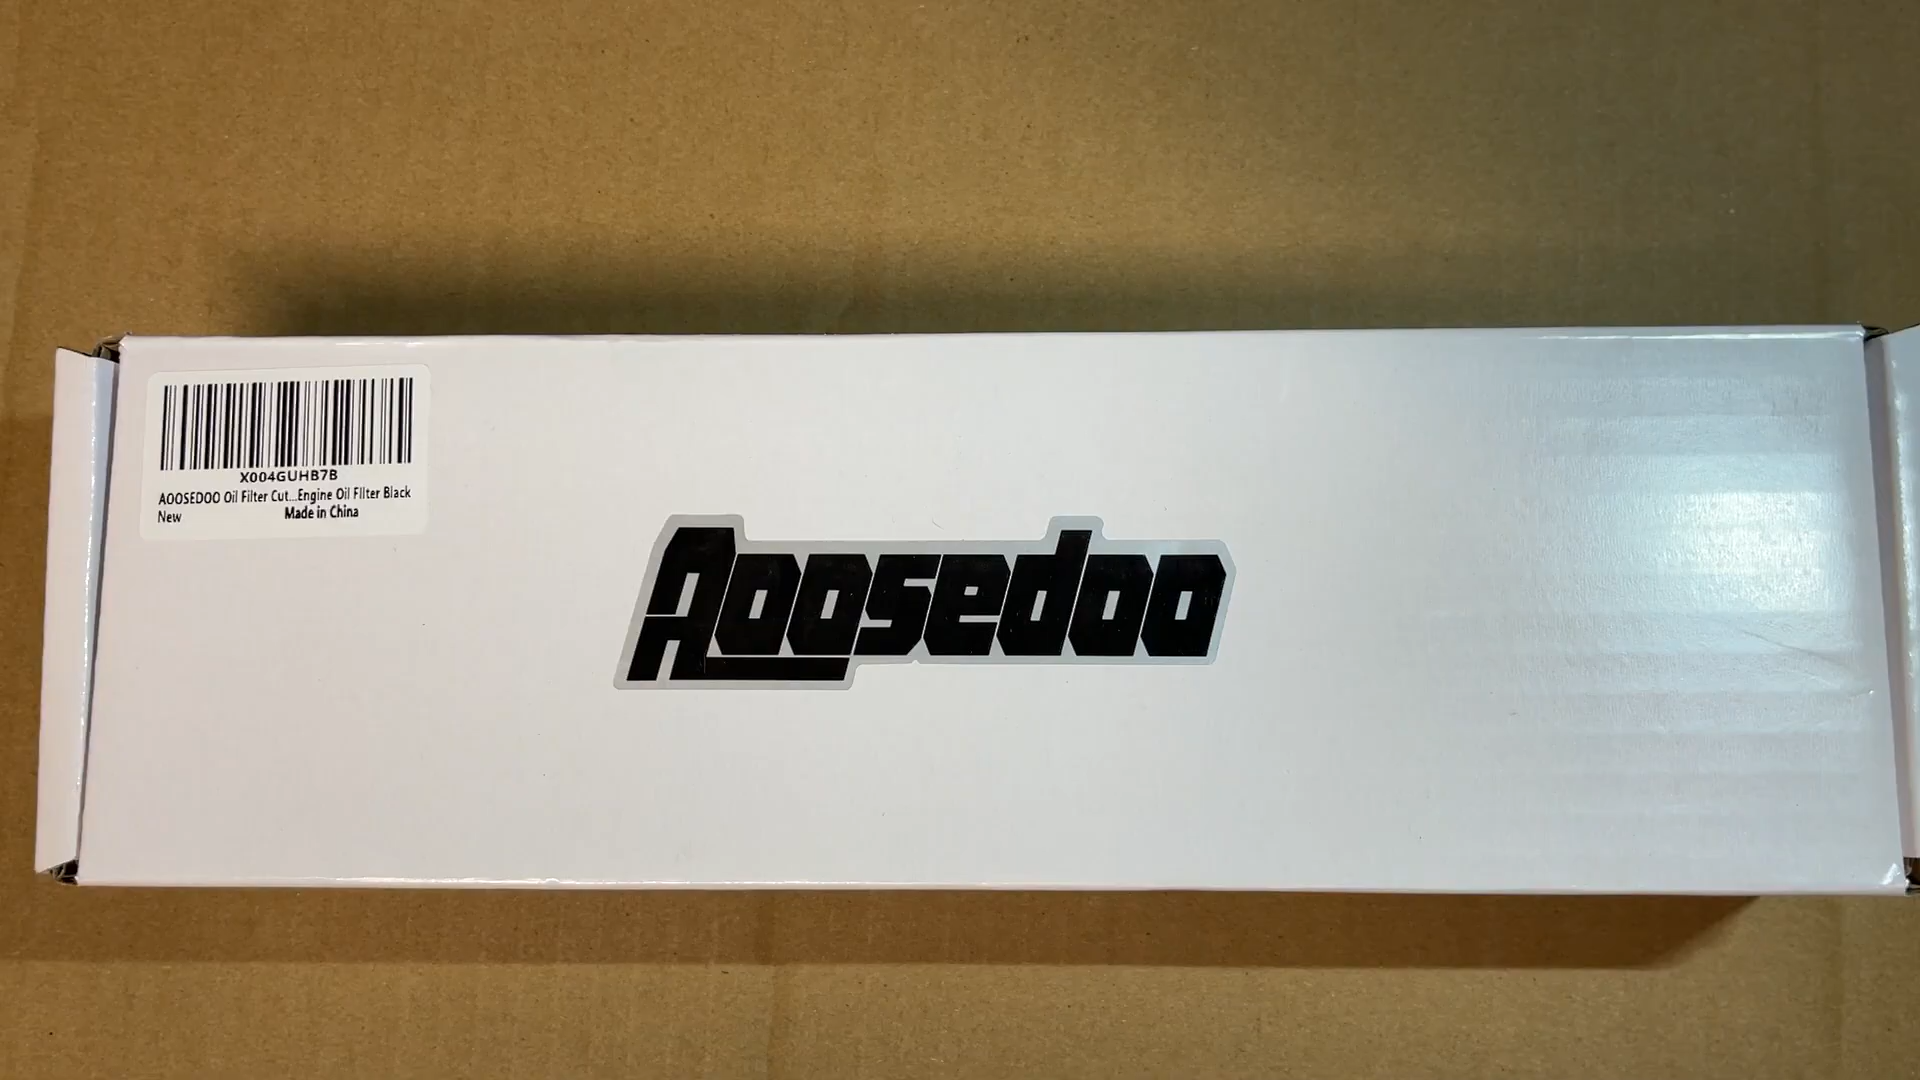 X004GUHB7B
AOOSEDOO Oil Filter Cut...Engine Oil FIlter Black
New Made in China
Aoosedoo